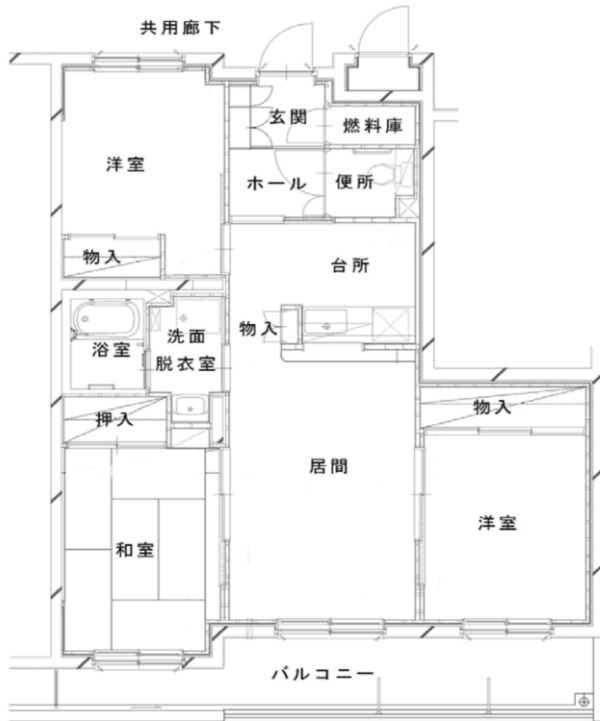 共用廊下
玄関
燃料庫
洋室
ホール
便所
物入
台所
物入
洗面
脱衣室
浴室
押入
物入
居間
洋室
和室
バルコニー